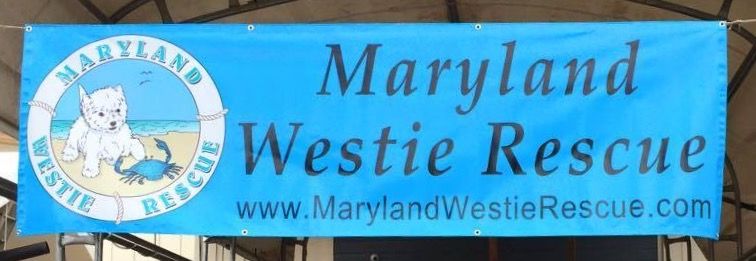 MARYLAND
WESTIE RESCUE
Maryland
Westie Rescue
www.MarylandWestieRescue.com